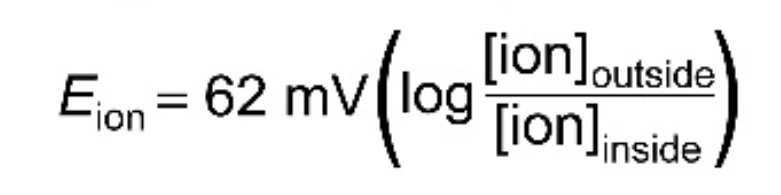 E_ion = 62 mV(log [ion]_outside / [ion]_inside)